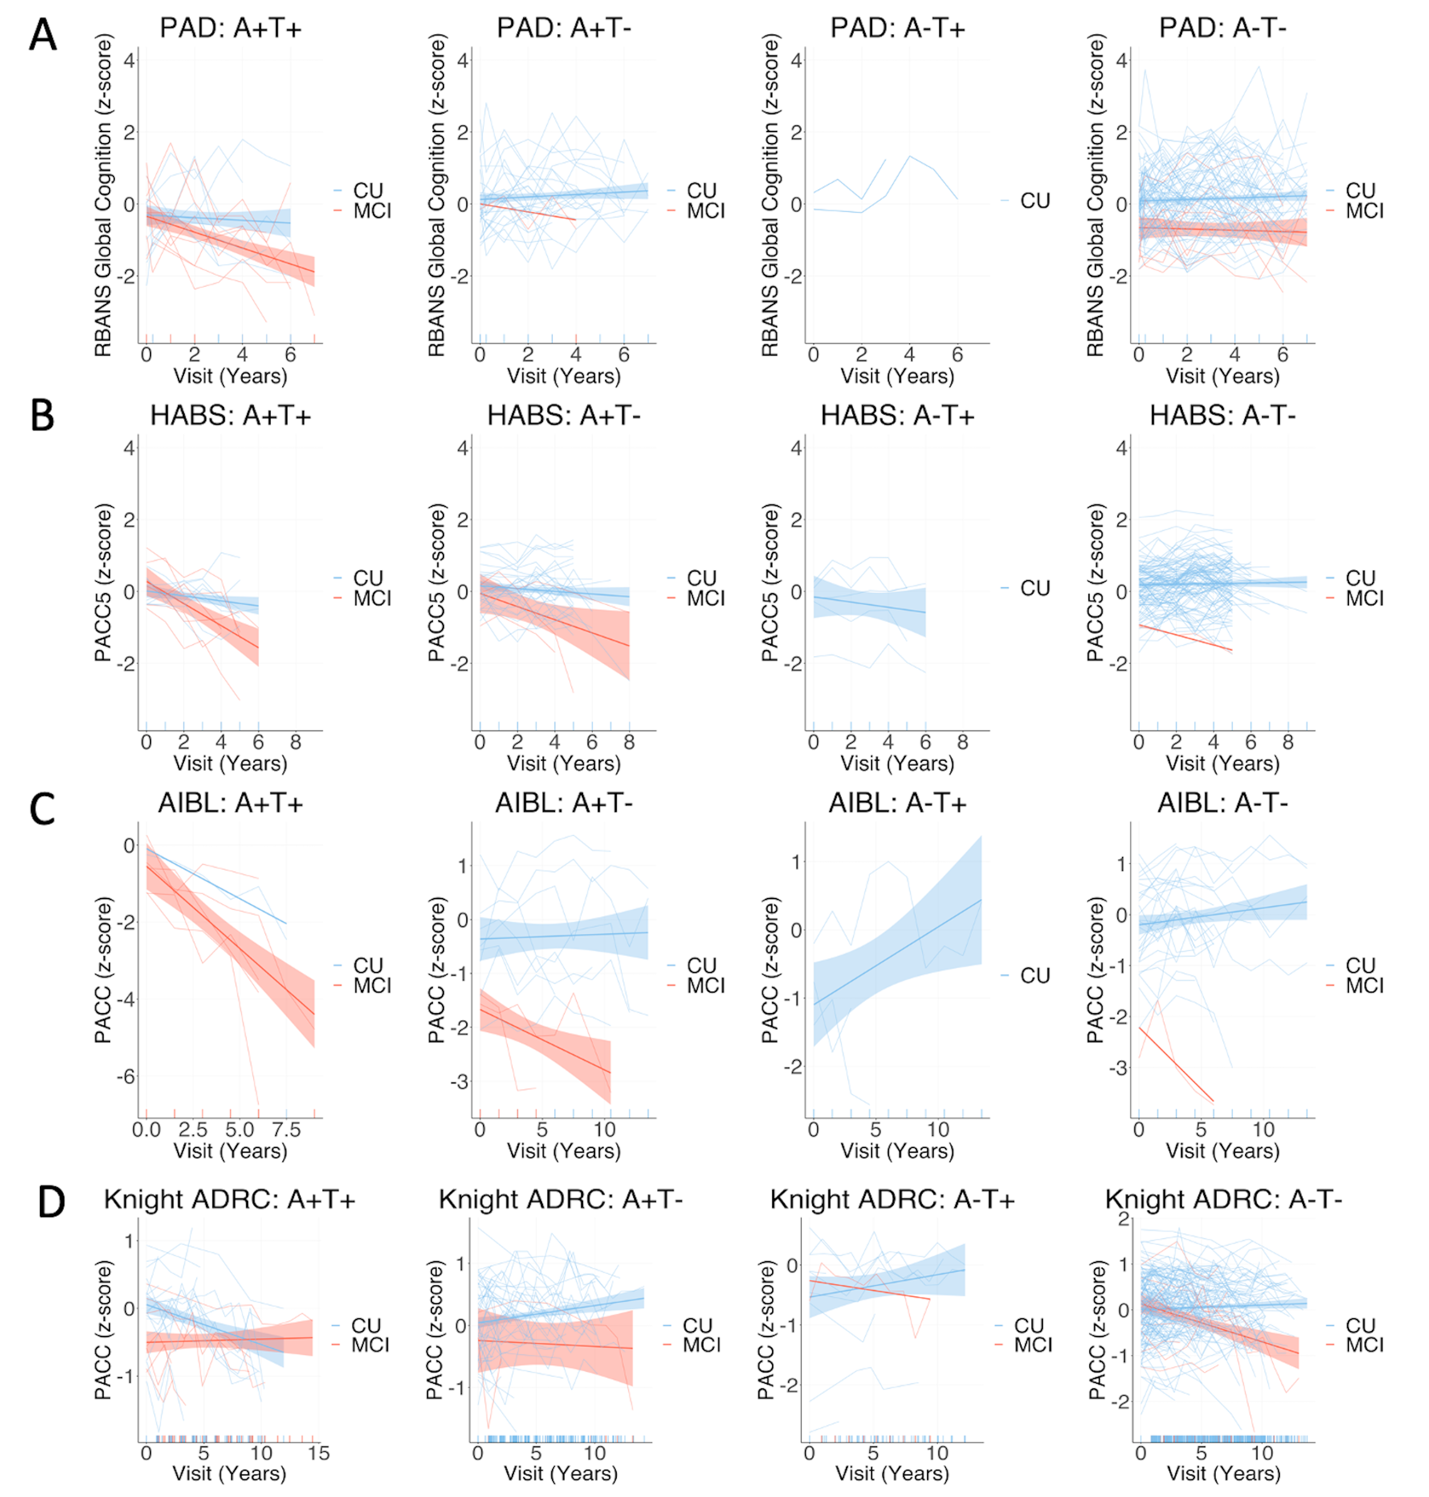 A
PAD: A+T+
RBANS Global Cognition (z-score)
4
2
0
-2
0 2 4 6
Visit (Years)
CU
MCI
PAD: A+T-
RBANS Global Cognition (z-score)
4
2
0
-2
0 2 4 6
Visit (Years)
CU
MCI
PAD: A-T+
RBANS Global Cognition (z-score)
4
2
0
-2
0 2 4 6
Visit (Years)
CU
PAD: A-T-
RBANS Global Cognition (z-score)
4
2
0
-2
0 2 4 6
Visit (Years)
CU
MCI
B
HABS: A+T+
PACC5 (z-score)
4
2
0
-2
0 2 4 6 8
Visit (Years)
CU
MCI
HABS: A+T-
PACC5 (z-score)
4
2
0
-2
0 2 4 6 8
Visit (Years)
CU
MCI
HABS: A-T+
PACC5 (z-score)
4
2
0
-2
0 2 4 6 8
Visit (Years)
CU
HABS: A-T-
PACC5 (z-score)
4
2
0
-2
0 2 4 6 8
Visit (Years)
CU
MCI
C
AIBL: A+T+
PACC (z-score)
0
-2
-4
-6
0.0 2.5 5.0 7.5
Visit (Years)
CU
MCI
AIBL: A+T-
PACC (z-score)
1
0
-1
-2
-3
0 5 10
Visit (Years)
CU
MCI
AIBL: A-T+
PACC (z-score)
1
0
-1
-2
0 5 10
Visit (Years)
CU
AIBL: A-T-
PACC (z-score)
1
0
-1
-2
-3
0 5 10
Visit (Years)
CU
MCI
D
Knight ADRC: A+T+
PACC (z-score)
1
0
-1
0 5 10 15
Visit (Years)
CU
MCI
Knight ADRC: A+T-
PACC (z-score)
1
0
-1
0 5 10
Visit (Years)
CU
MCI
Knight ADRC: A-T+
PACC (z-score)
0
-1
-2
0 5 10
Visit (Years)
CU
MCI
Knight ADRC: A-T-
PACC (z-score)
2
1
0
-1
-2
0 5 10
Visit (Years)
CU
MCI